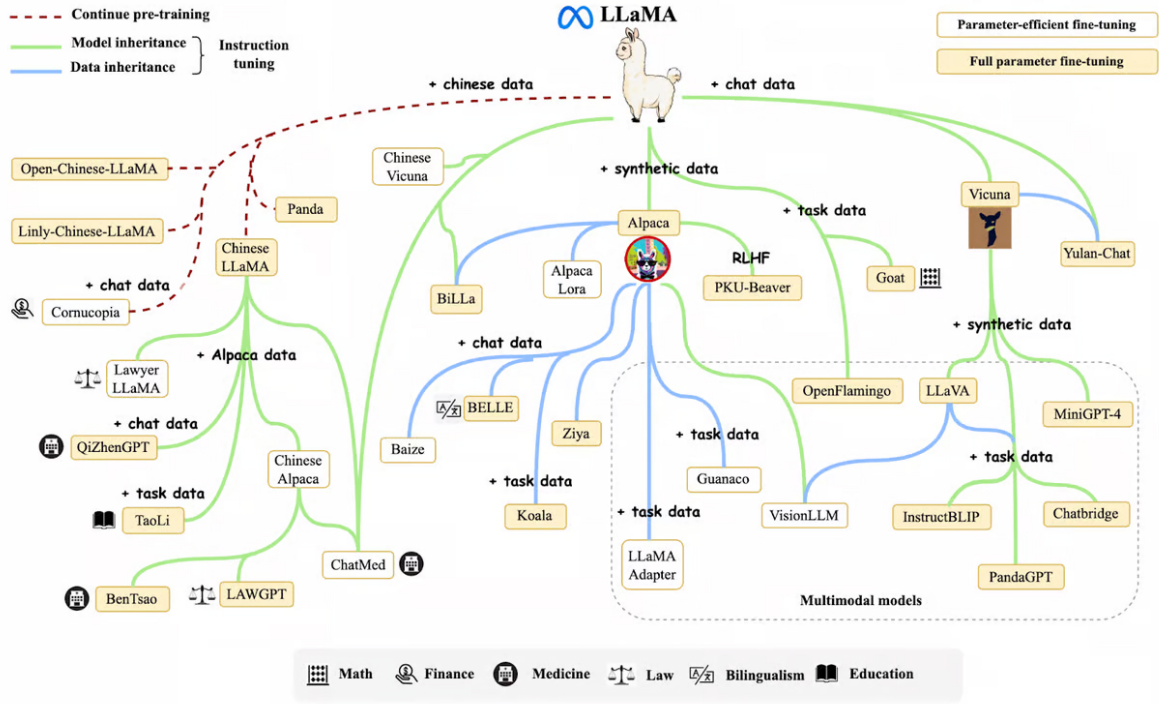 LLaMA
Continue pre-training
Model inheritance
Data inheritance
Instruction
tuning
Parameter-efficient fine-tuning
Full parameter fine-tuning
+ chinese data
+ chat data
Open-Chinese-LLaMA
Linly-Chinese-LLaMA
Panda
Chinese
LLaMA
+ chat data
Cornucopia
Chinese
Vicuna
+ synthetic data
+ task data
Vicuna
Alpaca
Yulan-Chat
RLHF
PKU-Beaver
Goat
BiLLa
Alpaca
Lora
+ synthetic data
+ Alpaca data
Lawyer
LLaMA
+ chat data
QiZhenGPT
+ task data
TaoLi
Chinese
Alpaca
ChatMed
BenTsao
LAWGPT
+ chat data
Baize
BELLE
Ziya
+ task data
Koala
+ task data
Guanaco
+ task data
LLaMA
Adapter
OpenFlamingo
LLaVA
MiniGPT-4
+ task data
VisionLLM
InstructBLIP
Chatbridge
PandaGPT
Multimodal models
Math
Finance
Medicine
Law
Bilingualism
Education